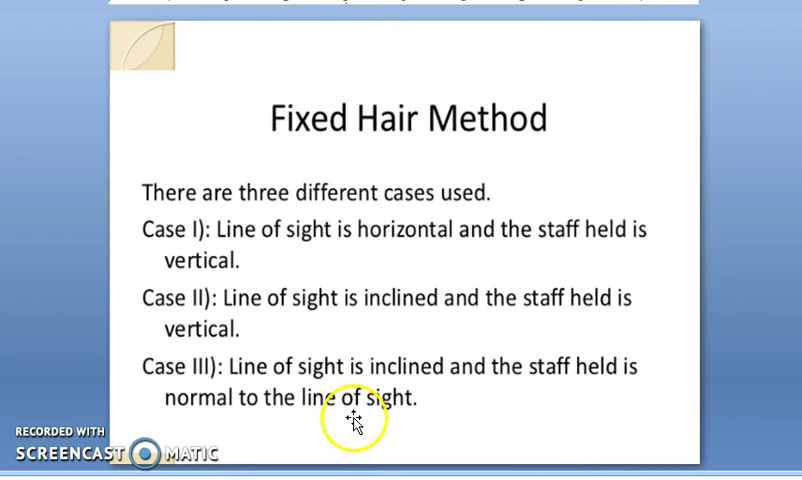 Fixed Hair Method
There are three different cases used.
Case I): Line of sight is horizontal and the staff held is
vertical.
Case II): Line of sight is inclined and the staff held is
vertical.
Case III): Line of sight is inclined and the staff held is
normal to the line of sight.
RECORDED WITH
SCREENCAST MATIC